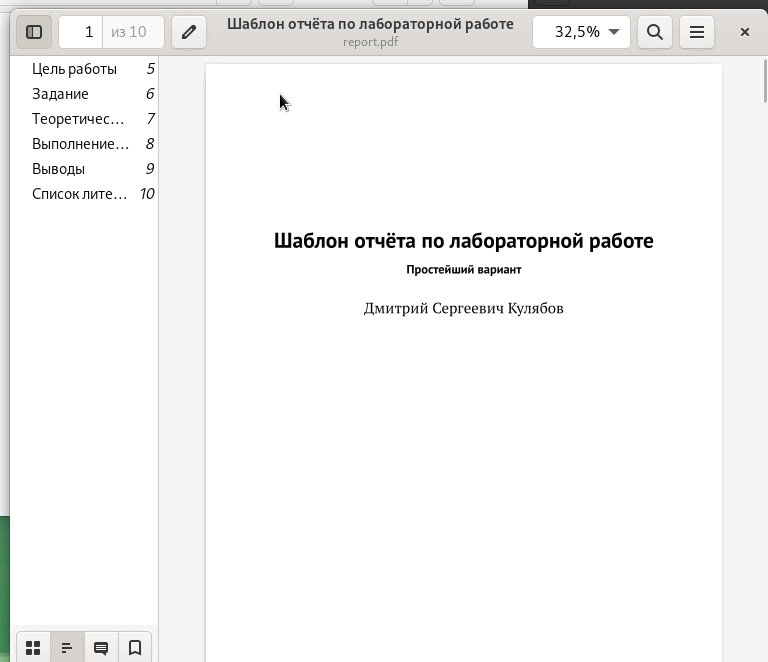 1 из 10
Шаблон отчёта по лабораторной работе
report.pdf
32,5%
Цель работы 5
Задание 6
Теоретичес… 7
Выполнение… 8
Выводы 9
Список лите… 10
Шаблон отчёта по лабораторной работе
Простейший вариант
Дмитрий Сергеевич Кулябов